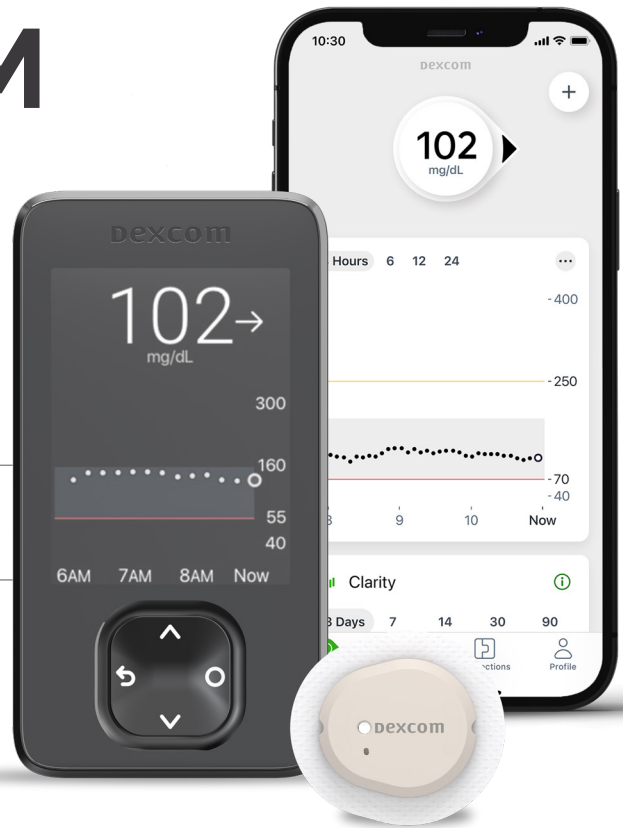 M
DEXCOM
102→
mg/dL
300
160
55
40
6AM 7AM 8AM Now
10:30
DEXCOM
+
102
mg/dL
Hours 6 12 24
...
400
250
70
40
9 10 Now
Clarity
Days 7 14 30 90
Profile
DEXCOM